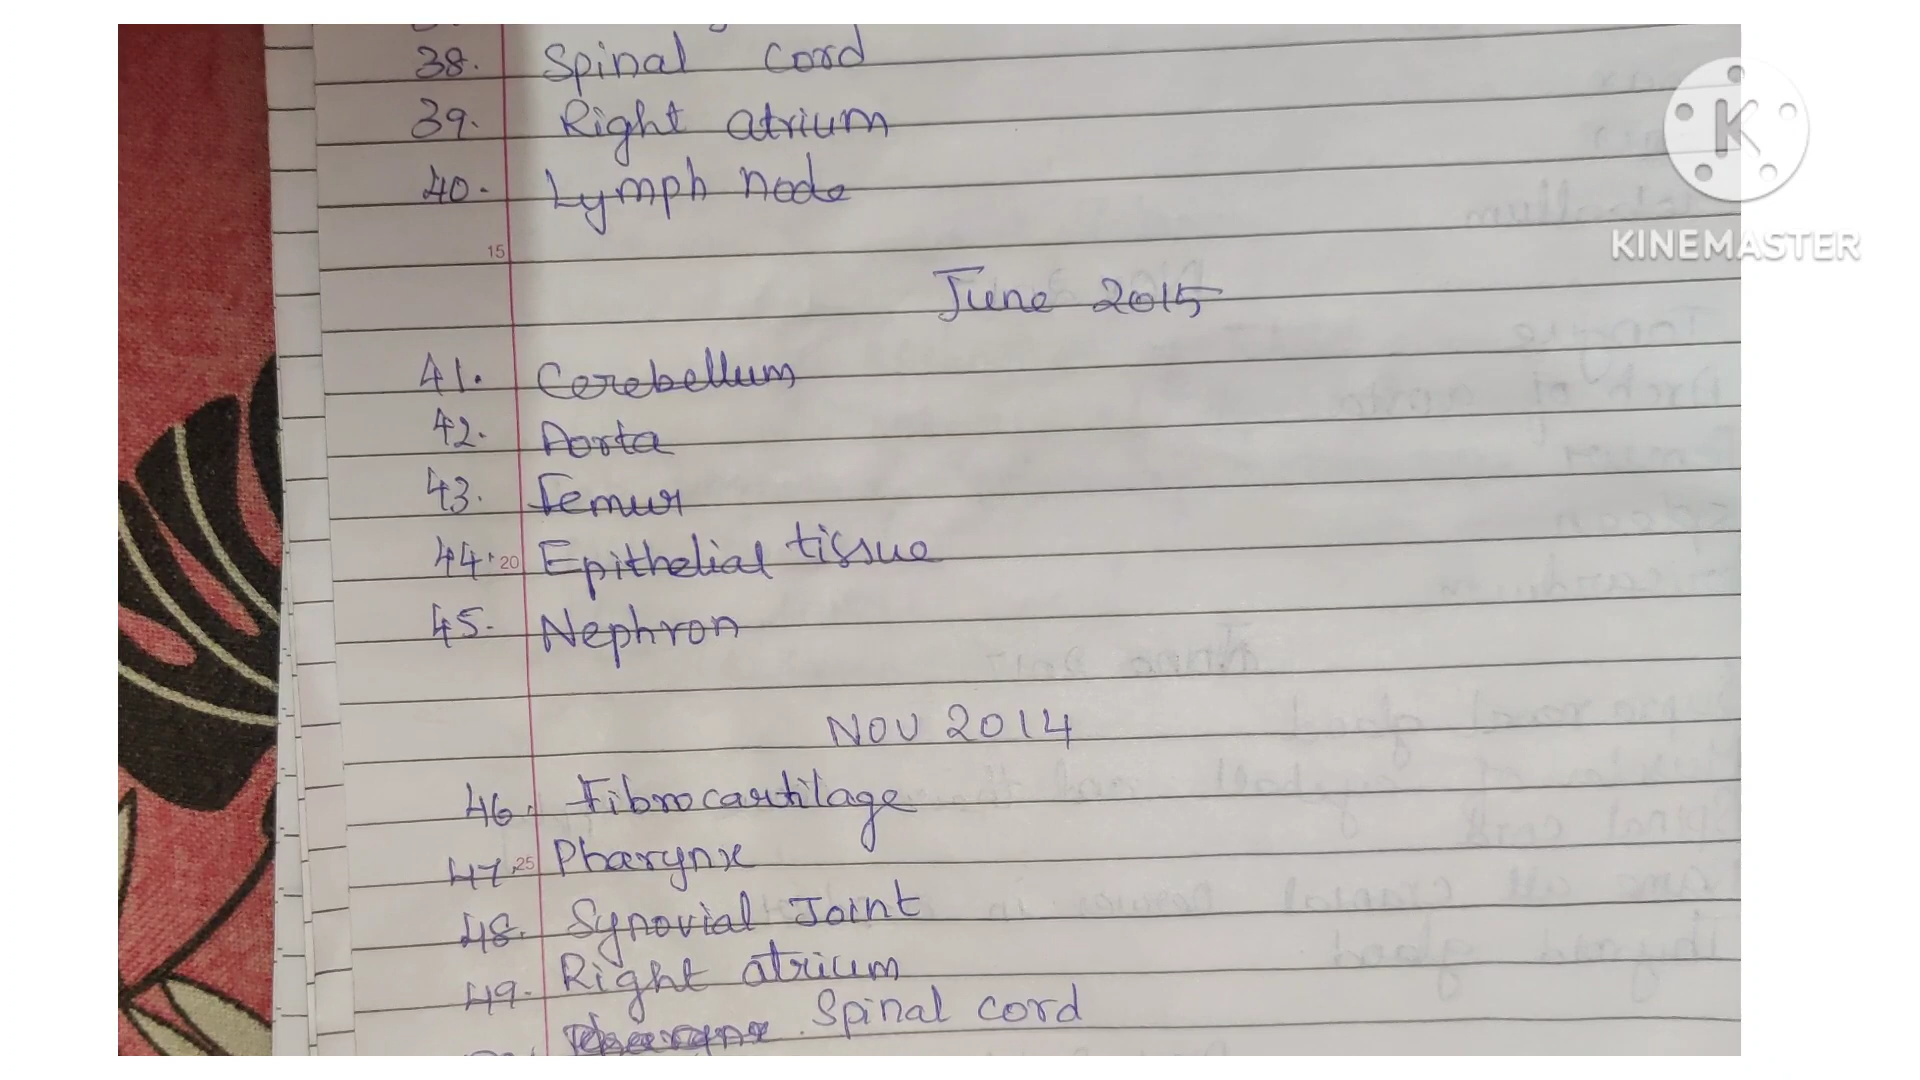 38. Spinal cord
39. Right atrium
40. Lymph node
15
June 2015
41. Cerebellum
42. Aorta
43. Femur
44. 20 Epithelial tissue
45. Nephron
NOV 2014
46. Fibrocartilage
47. 25 Pharynx
48. Synovial Joint
49. Right atrium
Spinal cord
KINEMASTER